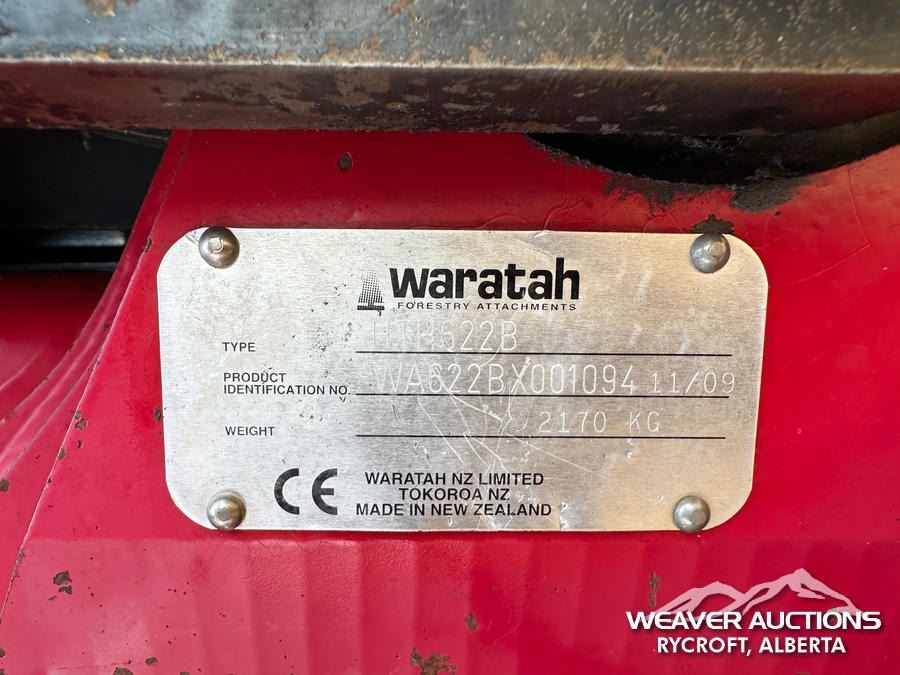 waratah
FORESTRY ATTACHMENTS
TYPE HTH622B
PRODUCT IDENTIFICATION NO. WA622BX001094 11/09
WEIGHT 2170 KG
CE
WARATAH NZ LIMITED
TOKOROA NZ
MADE IN NEW ZEALAND
WEAVER AUCTIONS
RYCROFT, ALBERTA